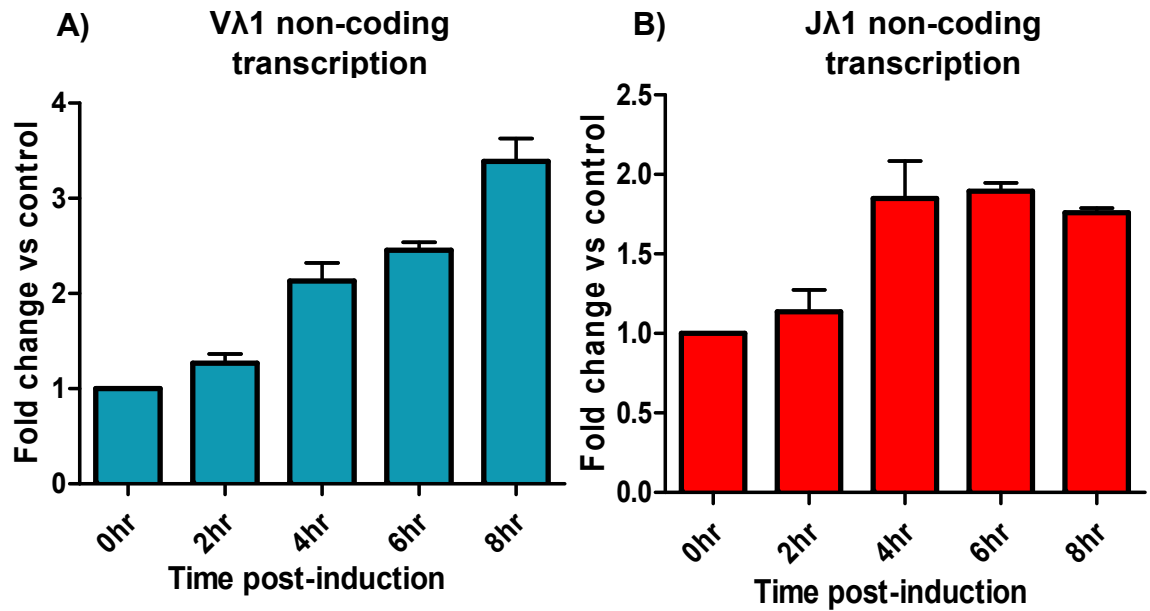 A)
Vλ1 non-coding
transcription
Fold change vs control
4
3
2
1
0
0hr
2hr
4hr
6hr
8hr
Time post-induction
B)
Jλ1 non-coding
transcription
Fold change vs control
2.5
2.0
1.5
1.0
0.5
0.0
0hr
2hr
4hr
6hr
8hr
Time post-induction